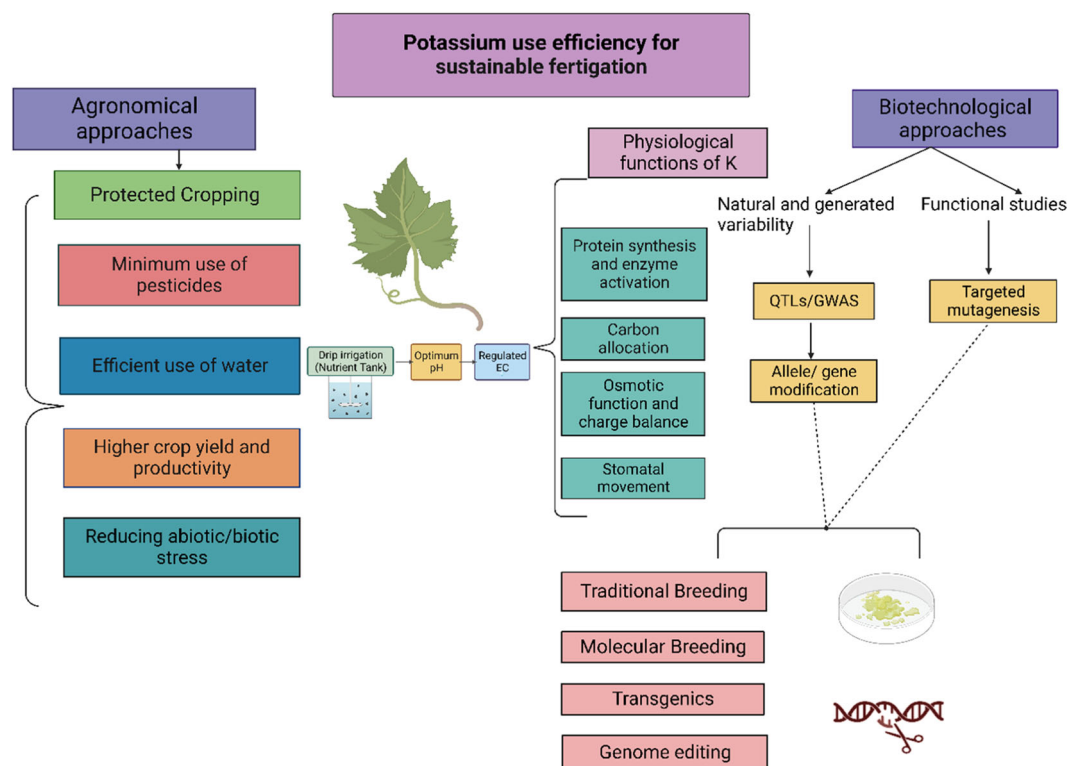 Potassium use efficiency for
sustainable fertigation
Agronomical
approaches
Protected Cropping
Minimum use of
pesticides
Efficient use of water
Higher crop yield and
productivity
Reducing abiotic/biotic
stress
Drip irrigation
(Nutrient Tank)
Optimum
pH
Regulated
EC
Physiological
functions of K
Protein synthesis
and enzyme
activation
Carbon
allocation
Osmotic
function and
charge balance
Stomatal
movement
Biotechnological
approaches
Natural and generated
variability
Functional studies
QTLs/GWAS
Targeted
mutagenesis
Allele/ gene
modification
Traditional Breeding
Molecular Breeding
Transgenics
Genome editing